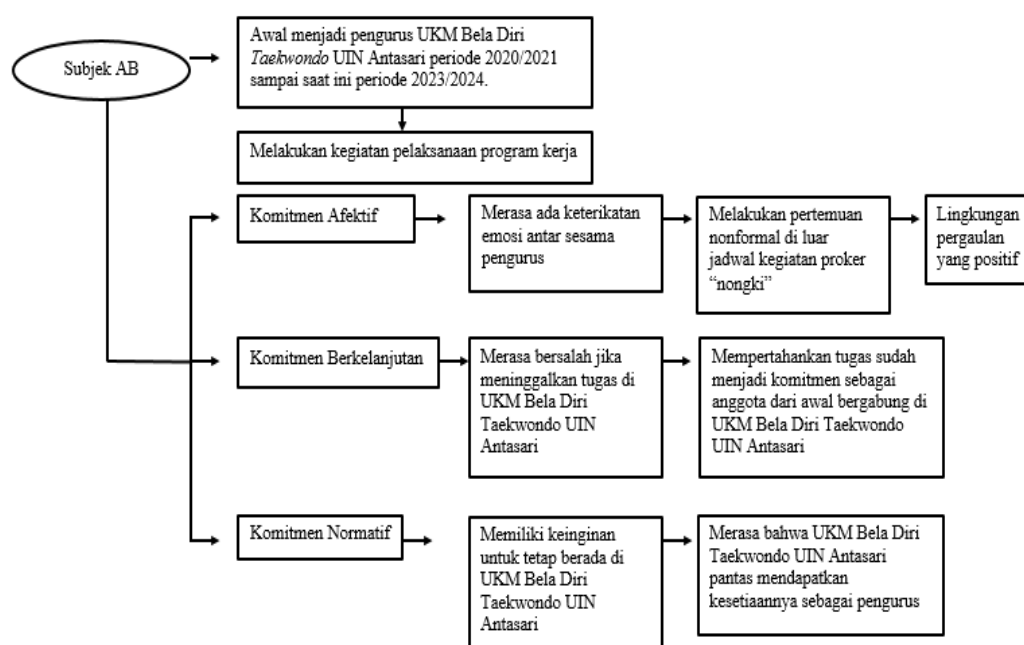 Subjek AB
Awal menjadi pengurus UKM Bela Diri
Taekwondo UIN Antasari periode 2020/2021
sampai saat ini periode 2023/2024.
Melakukan kegiatan pelaksanaan program kerja
Komitmen Afektif
Merasa ada keterikatan
emosi antar sesama
pengurus
Melakukan pertemuan
nonformal di luar
jadwal kegiatan proker
“nongki”
Lingkungan
pergaulan
yang positif
Komitmen Berkelanjutan
Merasa bersalah jika
meninggalkan tugas di
UKM Bela Diri
Taekwondo UIN
Antasari
Mempertahankan tugas sudah
menjadi komitmen sebagai
anggota dari awal bergabung di
UKM Bela Diri Taekwondo
UIN Antasari
Komitmen Normatif
Memiliki keinginan
untuk tetap berada di
UKM Bela Diri
Taekwondo UIN
Antasari
Merasa bahwa UKM Bela Diri
Taekwondo UIN Antasari
pantas mendapatkan
kesetiaannya sebagai pengurus